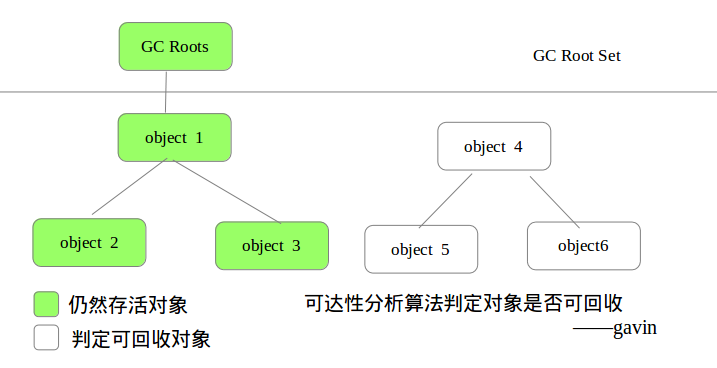 GC Roots
GC Root Set
object 1
object 4
object 2
object 3
object 5
object6
仍然存活对象
判定可回收对象
可达性分析算法判定对象是否可回收
——gavin